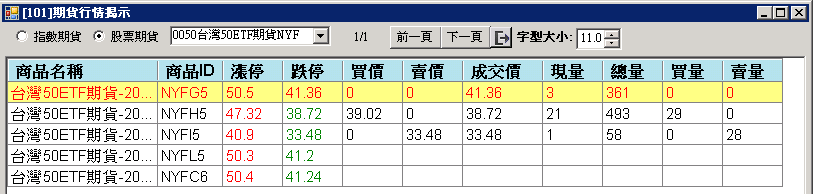 [101]期貨行情揭示
指數期貨 股票期貨 0050台灣50ETF期貨NYF 1/1 前一頁 下一頁 字型大小: 11.0
商品名稱 商品ID 漲停 跌停 買價 賣價 成交價 現量 總量 買量 賣量
台灣50ETF期貨-20... NYFG5 50.5 41.36 0 0 41.36 3 361 0 0
台灣50ETF期貨-20... NYFH5 47.32 38.72 39.02 0 38.72 21 493 29 0
台灣50ETF期貨-20... NYFI5 40.9 33.48 0 33.48 33.48 1 58 0 28
台灣50ETF期貨-20... NYFL5 50.3 41.2
台灣50ETF期貨-20... NYFC6 50.4 41.24